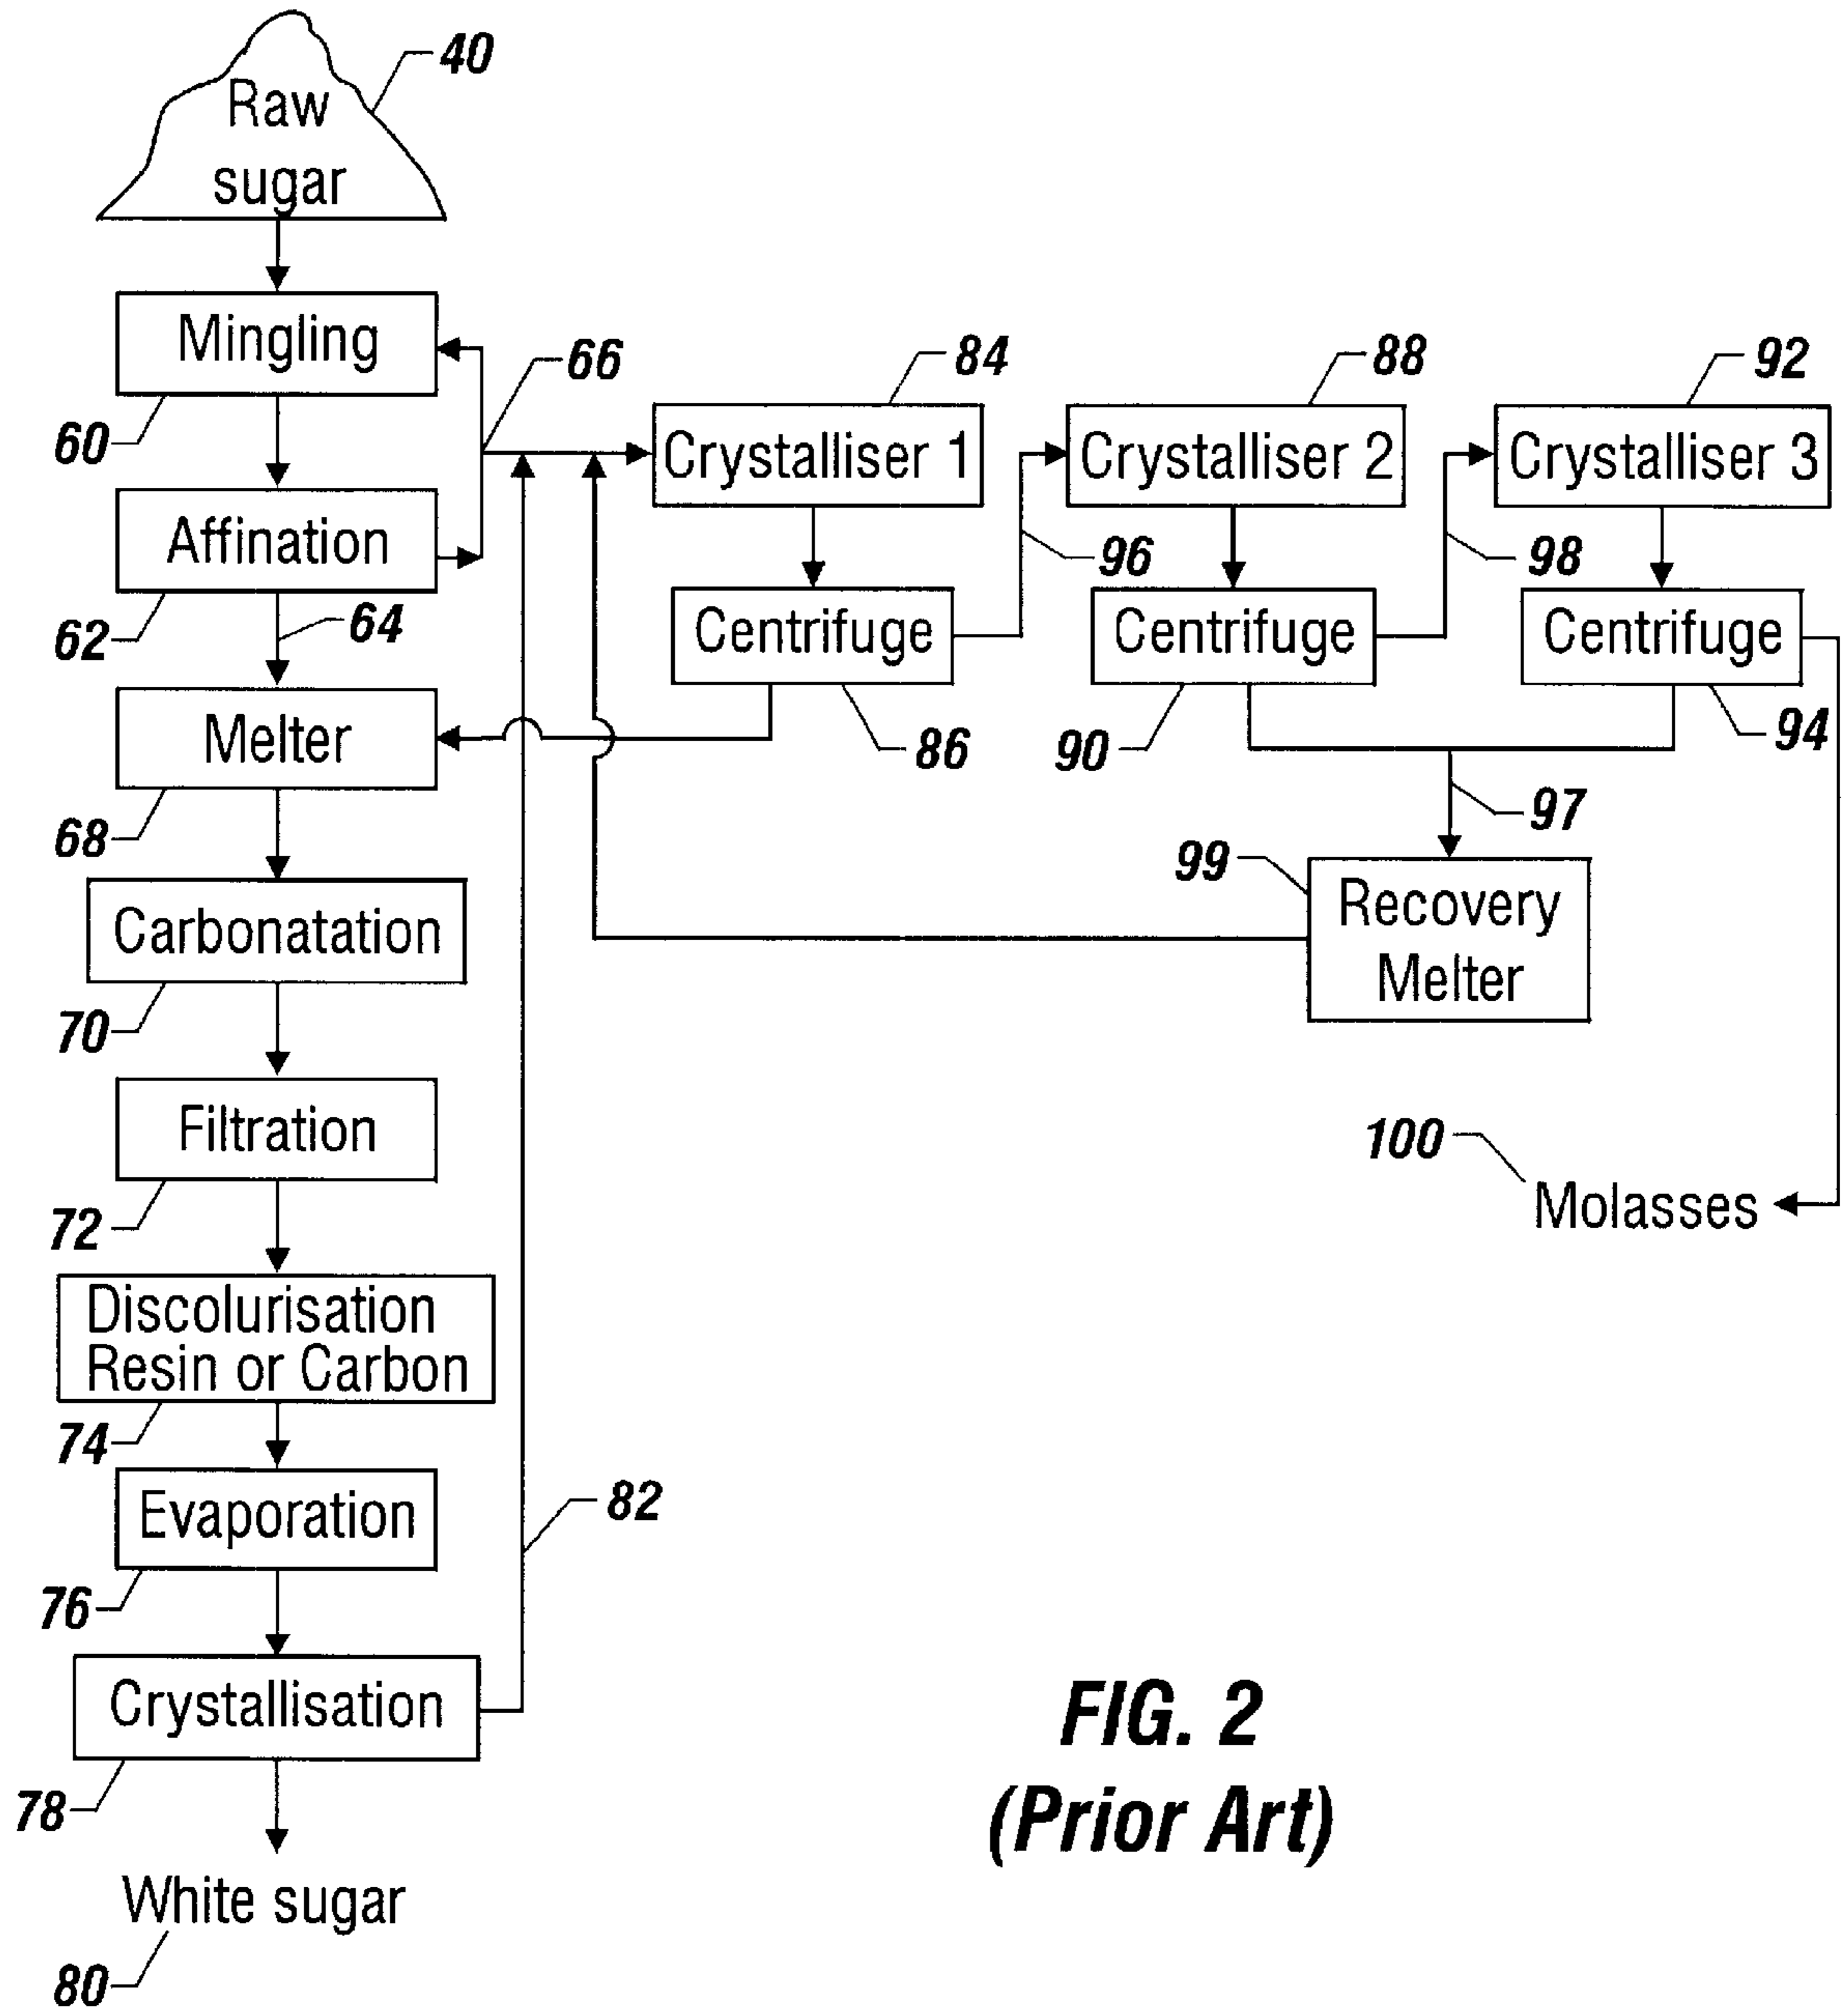 40
Raw
sugar
Mingling
60
66
84
88
92
Crystalliser 1
Crystalliser 2
Crystalliser 3
Affination
62
64
96
98
Centrifuge
Centrifuge
Centrifuge
86
90
94
Melter
68
97
99
Recovery
Melter
Carbonatation
70
Filtration
72
100
Molasses
Discolurisation
Resin or Carbon
74
Evaporation
76
82
Crystallisation
78
White sugar
80
FIG. 2
(Prior Art)